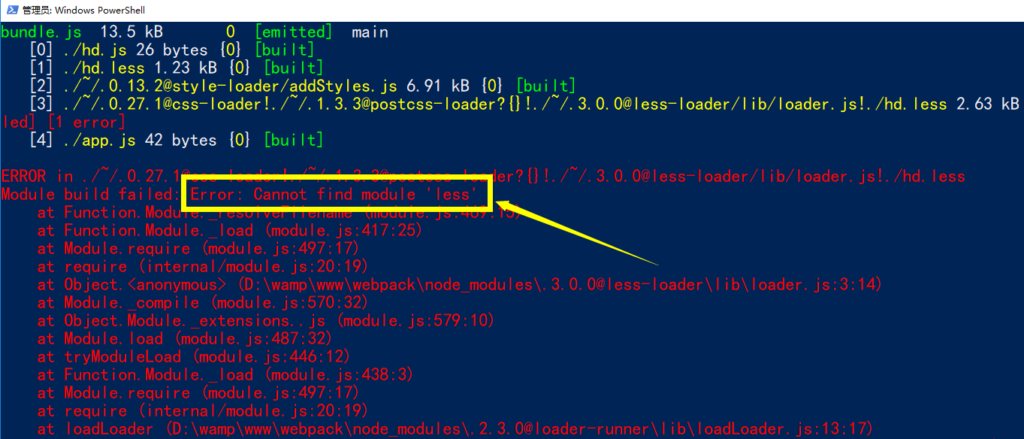 管理员: Windows PowerShell
bundle.js 13.5 kB 0 [emitted] main
[0] ./hd.js 26 bytes {0} [built]
[1] ./hd.less 1.23 kB {0} [built]
[2] ./~/.0.13.2@style-loader/addStyles.js 6.91 kB {0} [built]
[3] ./~/.0.27.1@css-loader!./~/.1.3.3@postcss-loader?{}!./~/.3.0.0@less-loader/lib/loader.js!./hd.less 2.63 kB
led] [1 error]
[4] ./app.js 42 bytes {0} [built]
ERROR in ./~/.0.27.1@css-loader!./~/.1.3.3@postcss-loader?{}!./~/.3.0.0@less-loader/lib/loader.js!./hd.less
Module build failed: Error: Cannot find module 'less'
at Function.Module._resolveFilename (module.js:469:15)
at Function.Module._load (module.js:417:25)
at Module.require (module.js:497:17)
at require (internal/module.js:20:19)
at Object.<anonymous> (D:\wamp\www\webpack\node_modules\.3.0.0@less-loader\lib\loader.js:3:14)
at Module._compile (module.js:570:32)
at Object.Module._extensions..js (module.js:579:10)
at Module.load (module.js:487:32)
at tryModuleLoad (module.js:446:12)
at Function.Module._load (module.js:438:3)
at Module.require (module.js:497:17)
at require (internal/module.js:20:19)
at loadLoader (D:\wamp\www\webpack\node_modules\.2.3.0@loader-runner\lib\loadLoader.js:13:17)